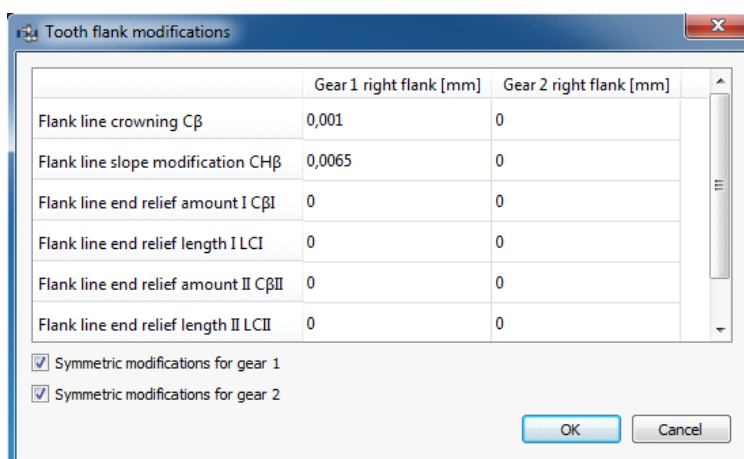 Tooth flank modifications
Gear 1 right flank [mm] Gear 2 right flank [mm]
Flank line crowning Cβ 0,001 0
Flank line slope modification CHβ 0,0065 0
Flank line end relief amount I CβI 0 0
Flank line end relief length I LCI 0 0
Flank line end relief amount II CβII 0 0
Flank line end relief length II LCII 0 0
Symmetric modifications for gear 1
Symmetric modifications for gear 2
OK Cancel